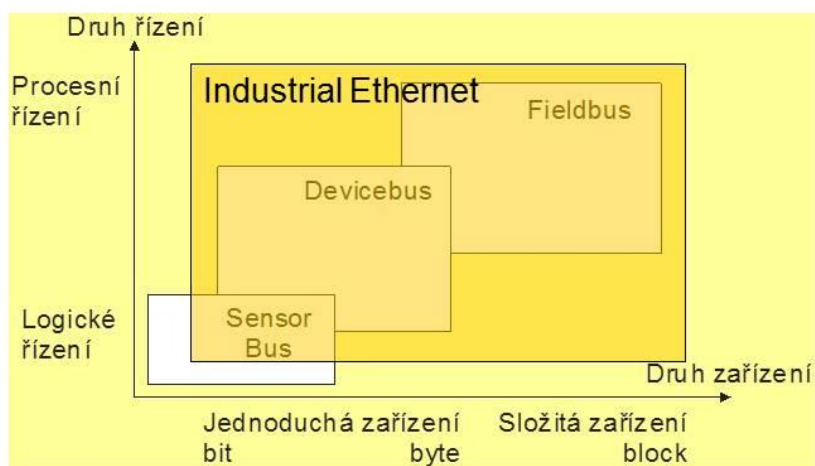 Druh řízení
Procesní
řízení
Industrial Ethernet
Fieldbus
Devicebus
Logické
řízení
Sensor
Bus
Druh zařízení
Jednoduchá zařízení
bit
byte
Složitá zařízení
block